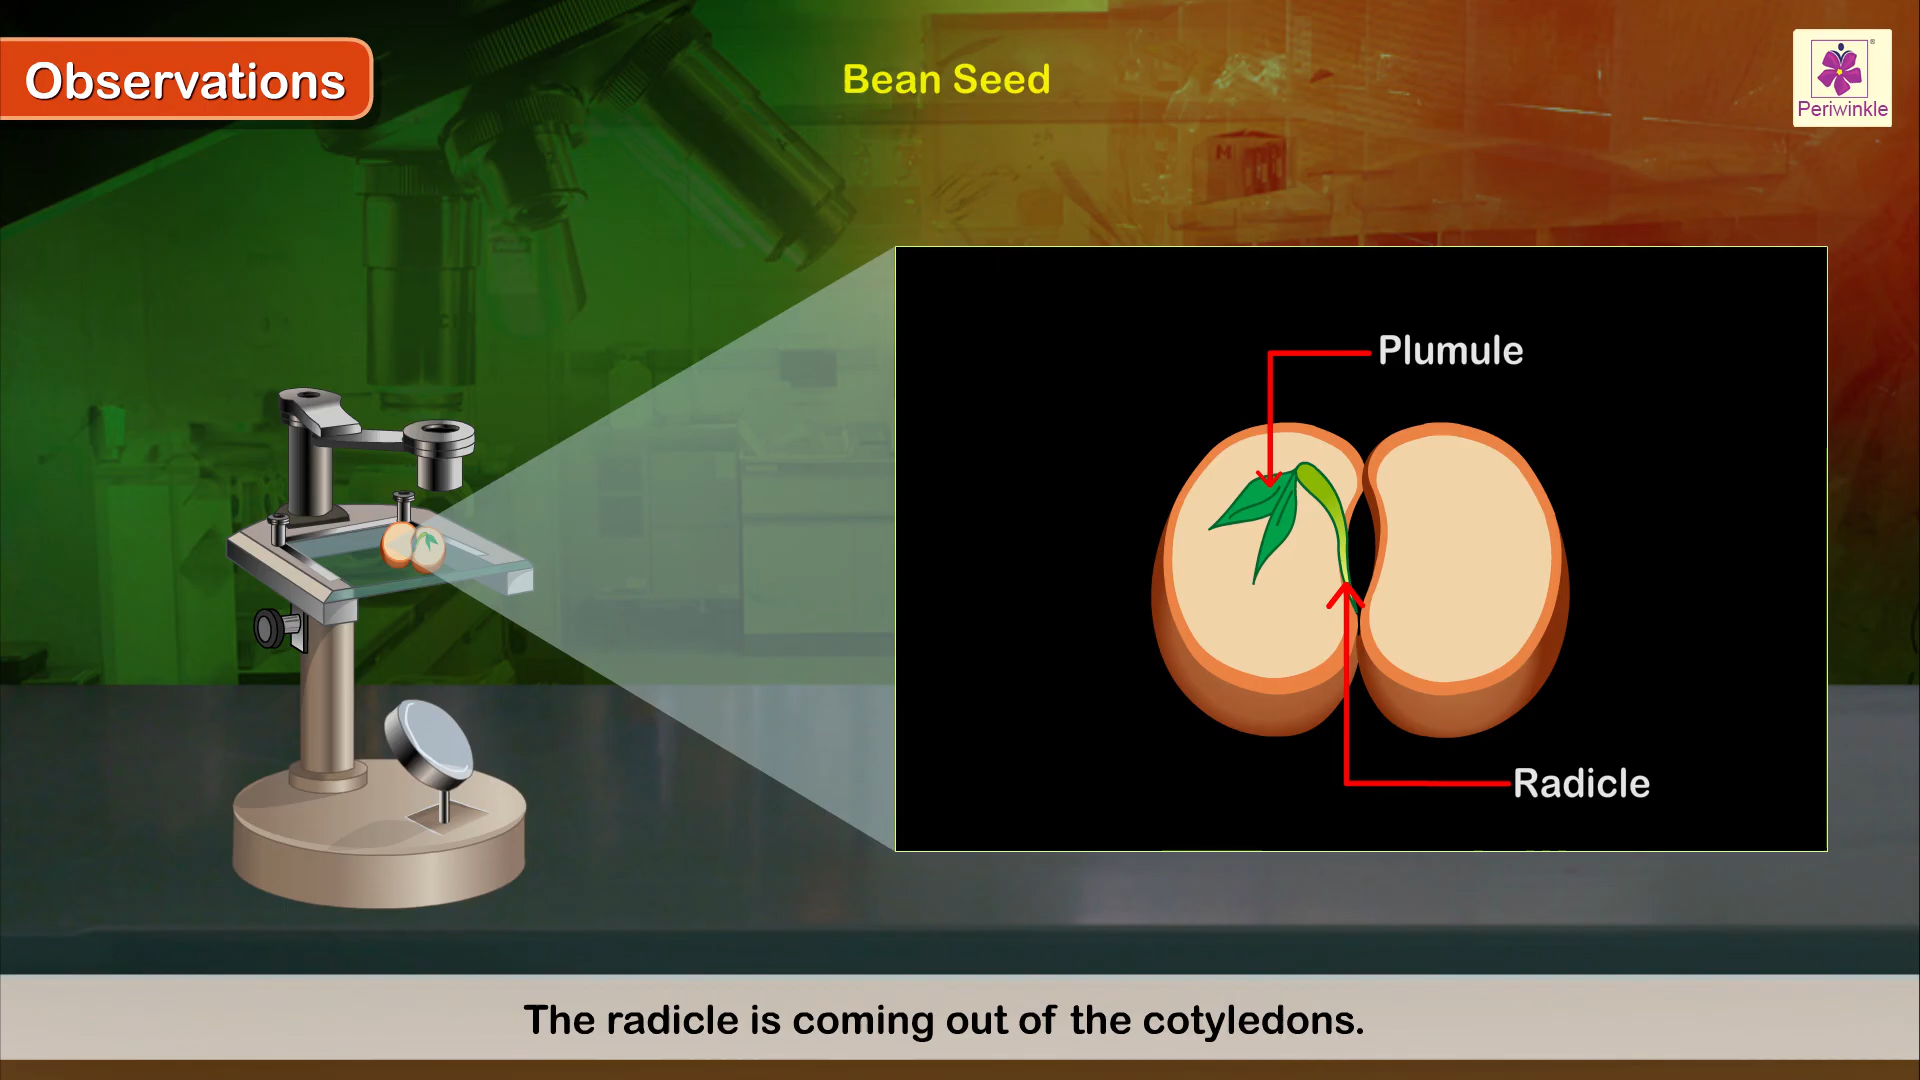 Observations
Bean Seed
Periwinkle
Plumule
Radicle
The radicle is coming out of the cotyledons.